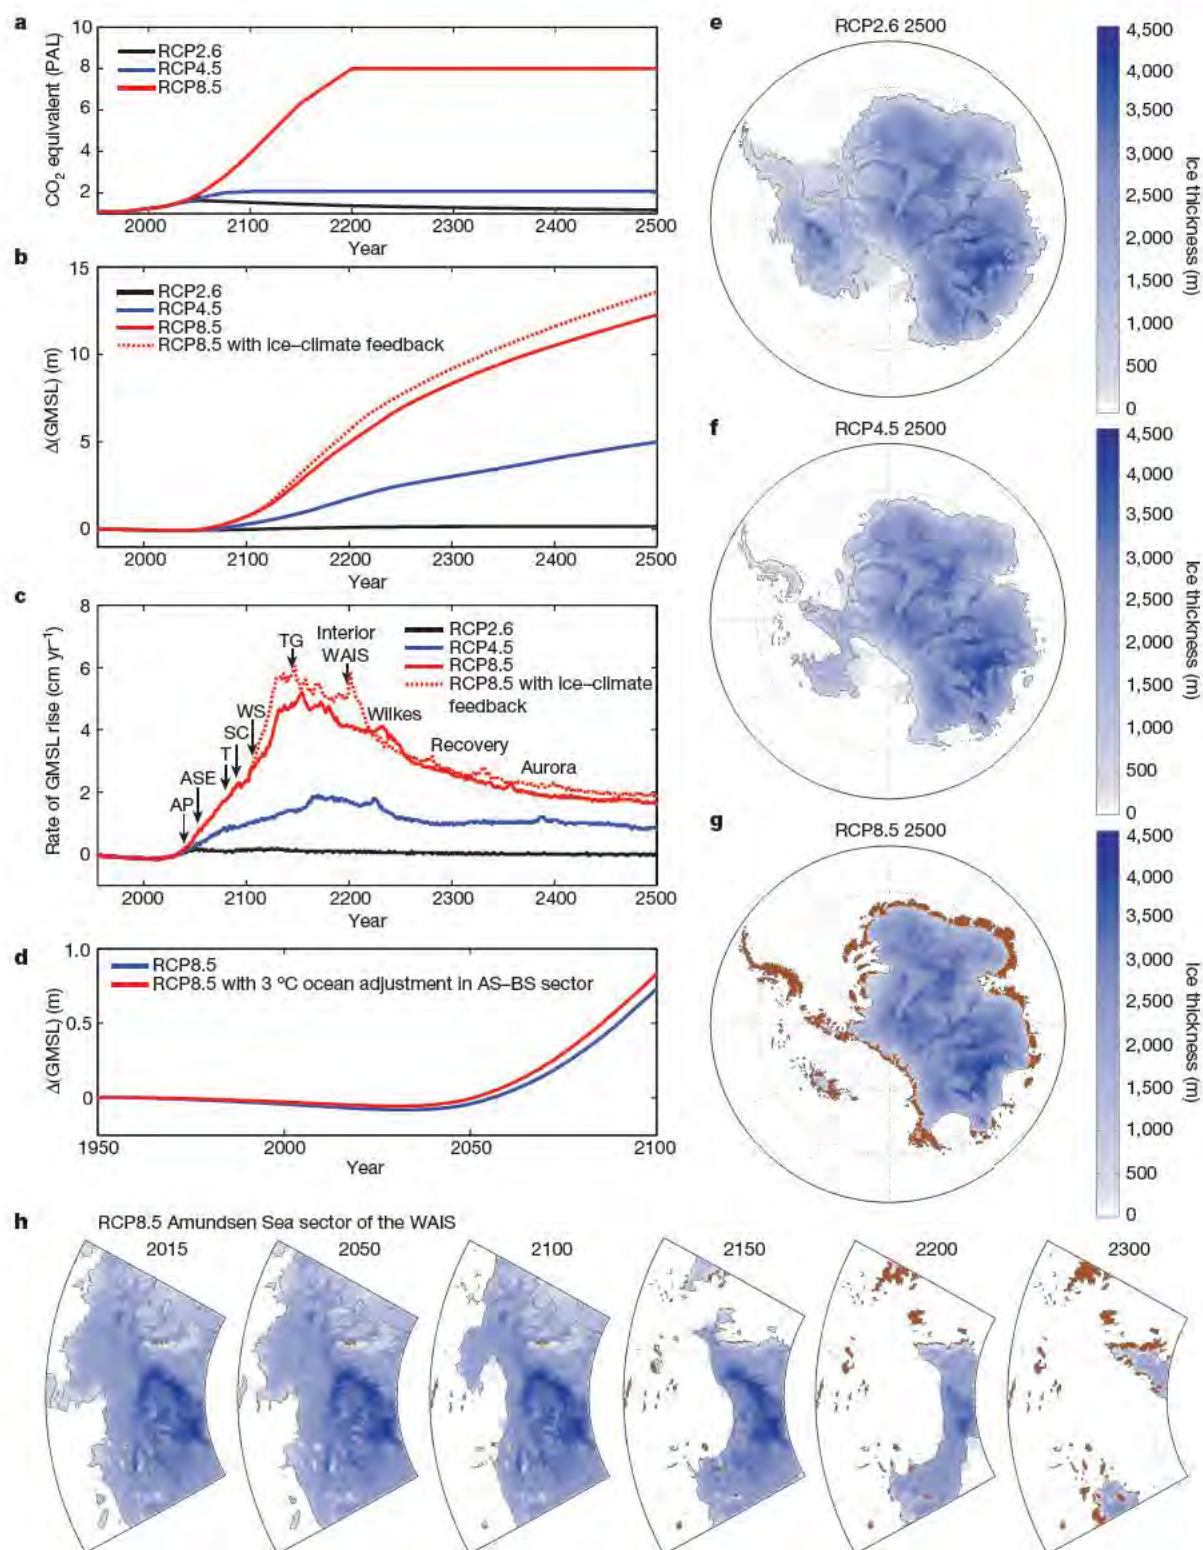 a
10
8
6
4
2
CO2 equivalent (PAL)
RCP2.6
RCP4.5
RCP8.5
2000 2100 2200 2300 2400 2500
Year
b
15
10
5
0
Δ(GMSL) (m)
RCP2.6
RCP4.5
RCP8.5
RCP8.5 with ice–climate feedback
2000 2100 2200 2300 2400 2500
Year
c
8
6
4
2
0
Rate of GMSL rise (cm yr−1)
AP
ASE
T
SC
WS
TG
Interior
WAIS
Wilkes
Recovery
Aurora
RCP2.6
RCP4.5
RCP8.5
RCP8.5 with ice–climate
feedback
2000 2100 2200 2300 2400 2500
Year
d
1.0
0.5
0
Δ(GMSL) (m)
RCP8.5
RCP8.5 with 3 ºC ocean adjustment in AS–BS sector
1950 2000 2050 2100
Year
e
RCP2.6 2500
4,500
4,000
3,500
3,000
2,500
2,000
1,500
1,000
500
0
Ice thickness (m)
f
RCP4.5 2500
4,500
4,000
3,500
3,000
2,500
2,000
1,500
1,000
500
0
Ice thickness (m)
g
RCP8.5 2500
4,500
4,000
3,500
3,000
2,500
2,000
1,500
1,000
500
0
Ice thickness (m)
h
RCP8.5 Amundsen Sea sector of the WAIS
2015 2050 2100 2150 2200 2300